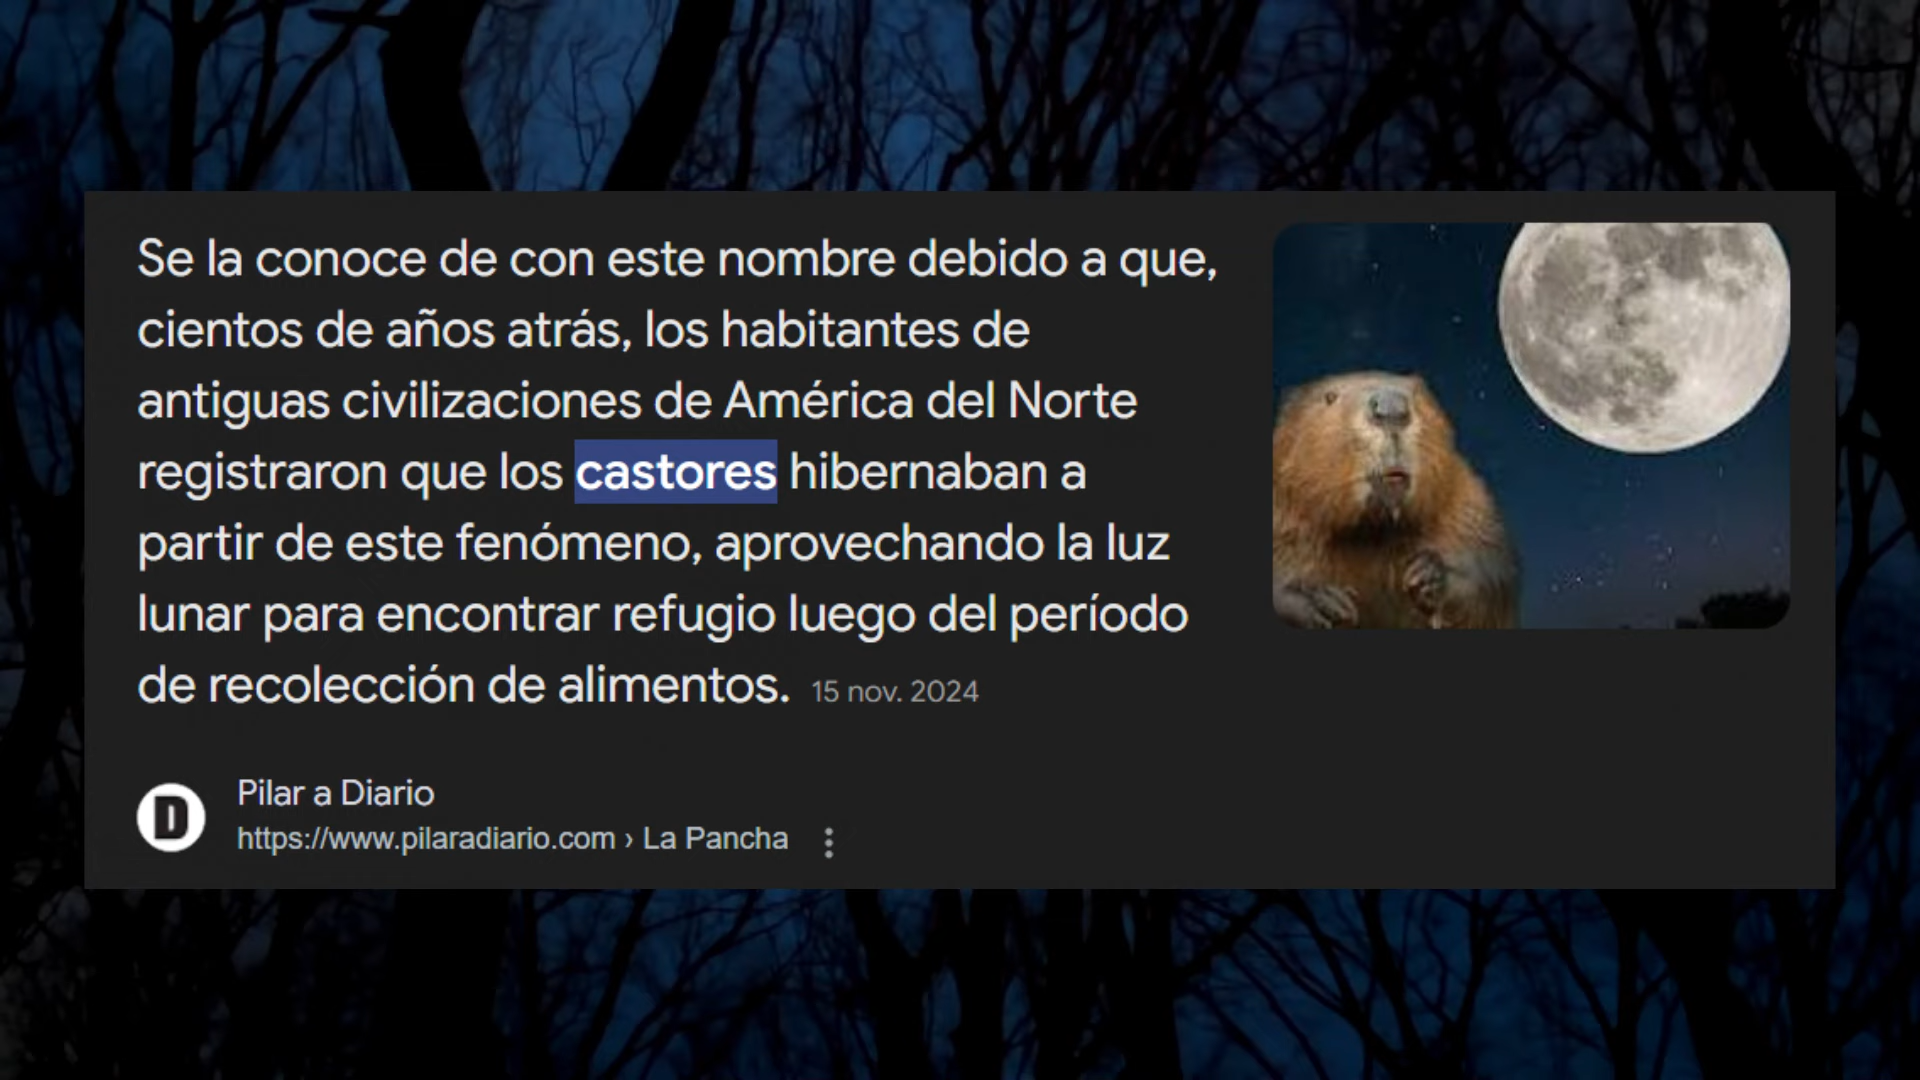 Se la conoce de con este nombre debido a que,
cientos de años atrás, los habitantes de
antiguas civilizaciones de América del Norte
registraron que los castores hibernaban a
partir de este fenómeno, aprovechando la luz
lunar para encontrar refugio luego del período
de recolección de alimentos. 15 nov. 2024
D
Pilar a Diario
https://www.pilaradiario.com › La Pancha